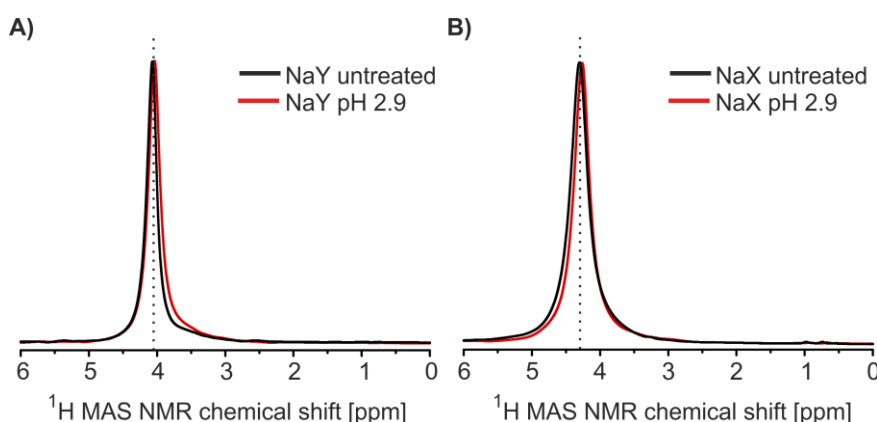 A)
NaY untreated
NaY pH 2.9
6 5 4 3 2 1 0
¹H MAS NMR chemical shift [ppm]
B)
NaX untreated
NaX pH 2.9
6 5 4 3 2 1 0
¹H MAS NMR chemical shift [ppm]